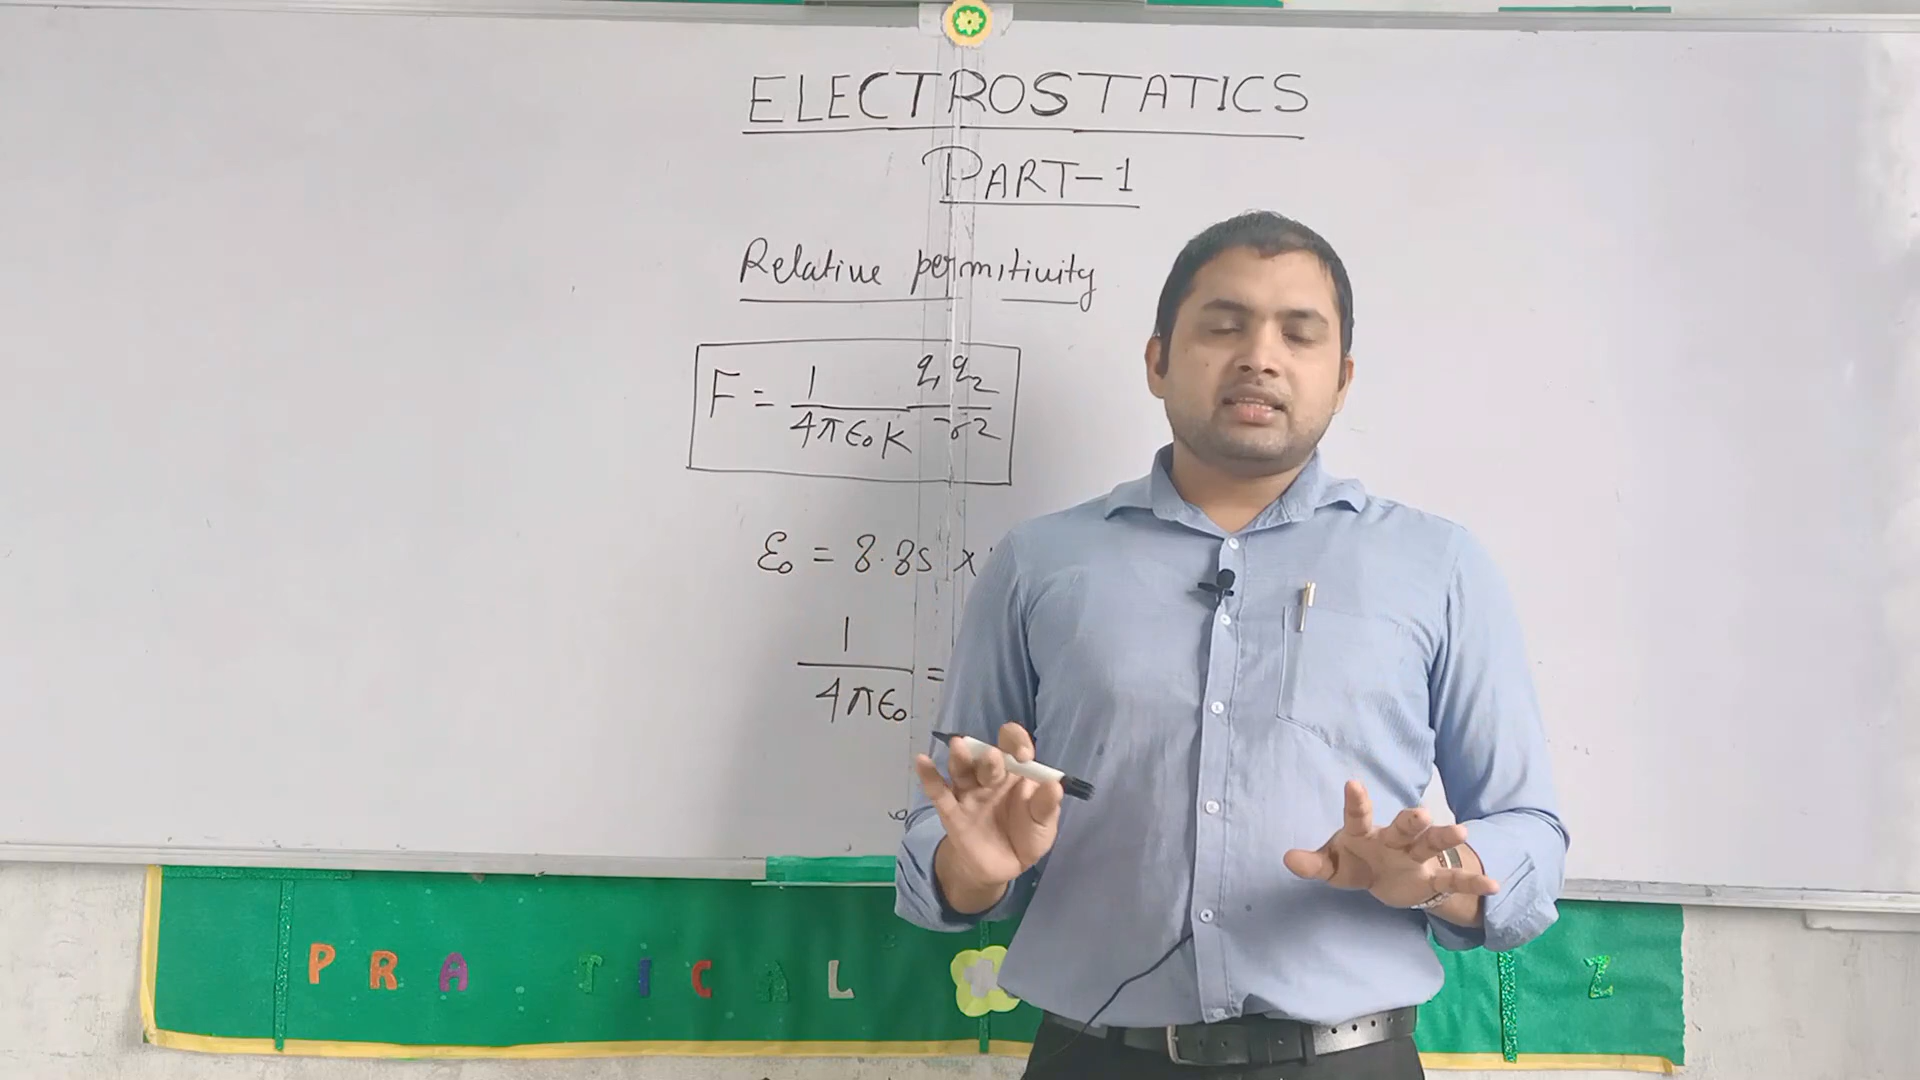 ELECTROSTATICS
PART-1
Relative permitivity
F = 1/4πε₀K q₁q₂/r²
ε₀ = 8.85 ×
1/4πε₀ =
PRA TICAL Z